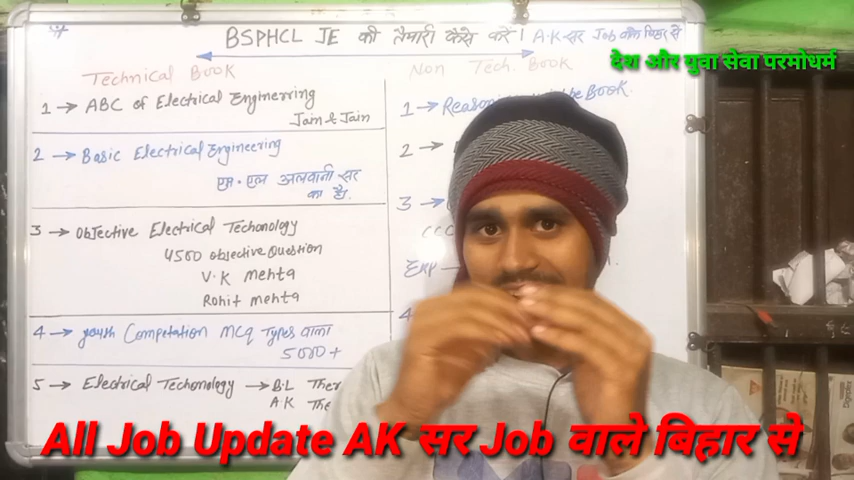 BSPHCL JE की तैयारी कैसे करें। A.K सर Job वाले बिहार से
देश और युवा सेवा परमोधर्म
Technical Book
1 → ABC of Electrical Enginerring
Jain & Jain
2 → Basic Electrical Engineering
एम. एल अलवानी सर
का है.
3 → Objective Electrical Techonology
4500 objective Question
V.K Mehta
Rohit Mehta
4 → youth Competation MCQ Types वाला
5000 +
5 → Electrical Techonology → B.L Ther
A.K The
Non Tech. Book
1 → Book
2 →
3 →
CCC
Exp
4
All Job Update AK सर Job वाले बिहार से